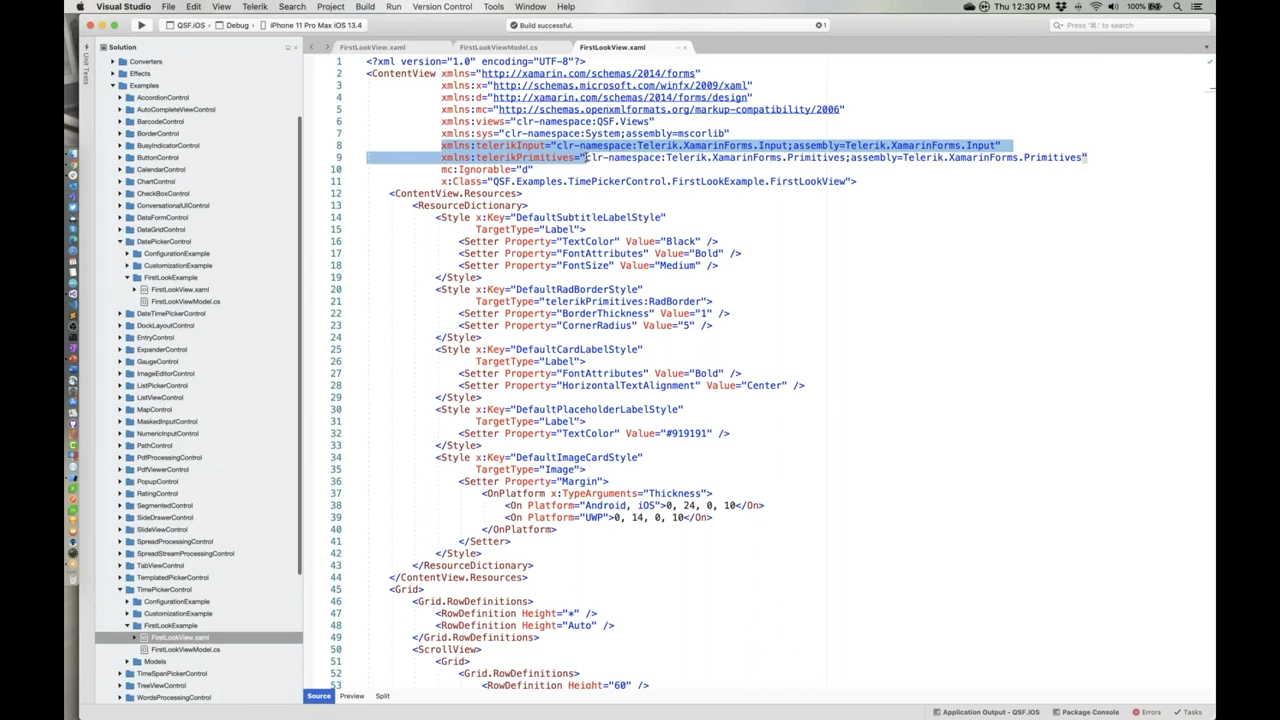 Visual Studio File Edit View Telerik Search Project Build Run Version Control Tools Window Help
Thu 12:30 PM 100%
QSF.iOS Debug iPhone 11 Pro Max iOS 13.4 Build successful. 1 Press '⌘.' to search
Solution
FirstLookView.xaml FirstLookViewModel.cs FirstLookView.xaml
Unit Tests
Converters
Effects
Examples
AccordionControl
AutoCompleteViewControl
BarcodeControl
BorderControl
BusyIndicatorControl
ButtonControl
CalendarControl
ChartControl
CheckBoxControl
ConversationalUIControl
DataFormControl
DataGridControl
DatePickerControl
ConfigurationExample
CustomizationExample
FirstLookExample
FirstLookView.xaml
FirstLookViewModel.cs
DateTimePickerControl
DockLayoutControl
EntryControl
ExpanderControl
GaugeControl
ImageEditorControl
ListPickerControl
ListViewControl
MapControl
MaskedInputControl
NumericInputControl
PathControl
PdfProcessingControl
PdfViewerControl
PopupControl
RatingControl
SegmentedControl
SideDrawerControl
SlideViewControl
SpreadProcessingControl
SpreadStreamProcessingControl
TabViewControl
TemplatedPickerControl
TimePickerControl
ConfigurationExample
CustomizationExample
FirstLookExample
FirstLookView.xaml
FirstLookViewModel.cs
Models
TimeSpanPickerControl
TreeViewControl
WordsProcessingControl
1 <?xml version="1.0" encoding="UTF-8"?>
2 <ContentView xmlns="http://xamarin.com/schemas/2014/forms"
3 xmlns:x="http://schemas.microsoft.com/winfx/2009/xaml"
4 xmlns:d="http://xamarin.com/schemas/2014/forms/design"
5 xmlns:mc="http://schemas.openxmlformats.org/markup-compatibility/2006"
6 xmlns:views="clr-namespace:QSF.Views"
7 xmlns:sys="clr-namespace:System;assembly=mscorlib"
8 xmlns:telerikInput="clr-namespace:Telerik.XamarinForms.Input;assembly=Telerik.XamarinForms.Input"
9 xmlns:telerikPrimitives="clr-namespace:Telerik.XamarinForms.Primitives;assembly=Telerik.XamarinForms.Primitives"
10 mc:Ignorable="d"
11 x:Class="QSF.Examples.TimePickerControl.FirstLookExample.FirstLookView">
12 <ContentView.Resources>
13 <ResourceDictionary>
14 <Style x:Key="DefaultSubtitleLabelStyle"
15 TargetType="Label">
16 <Setter Property="TextColor" Value="Black" />
17 <Setter Property="FontAttributes" Value="Bold" />
18 <Setter Property="FontSize" Value="Medium" />
19 </Style>
20 <Style x:Key="DefaultRadBorderStyle"
21 TargetType="telerikPrimitives:RadBorder">
22 <Setter Property="BorderThickness" Value="1" />
23 <Setter Property="CornerRadius" Value="5" />
24 </Style>
25 <Style x:Key="DefaultCardLabelStyle"
26 TargetType="Label">
27 <Setter Property="FontAttributes" Value="Bold" />
28 <Setter Property="HorizontalTextAlignment" Value="Center" />
29 </Style>
30 <Style x:Key="DefaultPlaceholderLabelStyle"
31 TargetType="Label">
32 <Setter Property="TextColor" Value="#919191" />
33 </Style>
34 <Style x:Key="DefaultImageCardStyle"
35 TargetType="Image">
36 <Setter Property="Margin">
37 <OnPlatform x:TypeArguments="Thickness">
38 <On Platform="Android, iOS">0, 24, 0, 10</On>
39 <On Platform="UWP">0, 14, 0, 10</On>
40 </OnPlatform>
41 </Setter>
42 </Style>
43 </ResourceDictionary>
44 </ContentView.Resources>
45 <Grid>
46 <Grid.RowDefinitions>
47 <RowDefinition Height="*" />
48 <RowDefinition Height="Auto" />
49 </Grid.RowDefinitions>
50 <ScrollView>
51 <Grid>
52 <Grid.RowDefinitions>
53 <RowDefinition Height="60" />
Source Preview Split
Application Output - QSF.iOS Package Console Errors Tasks